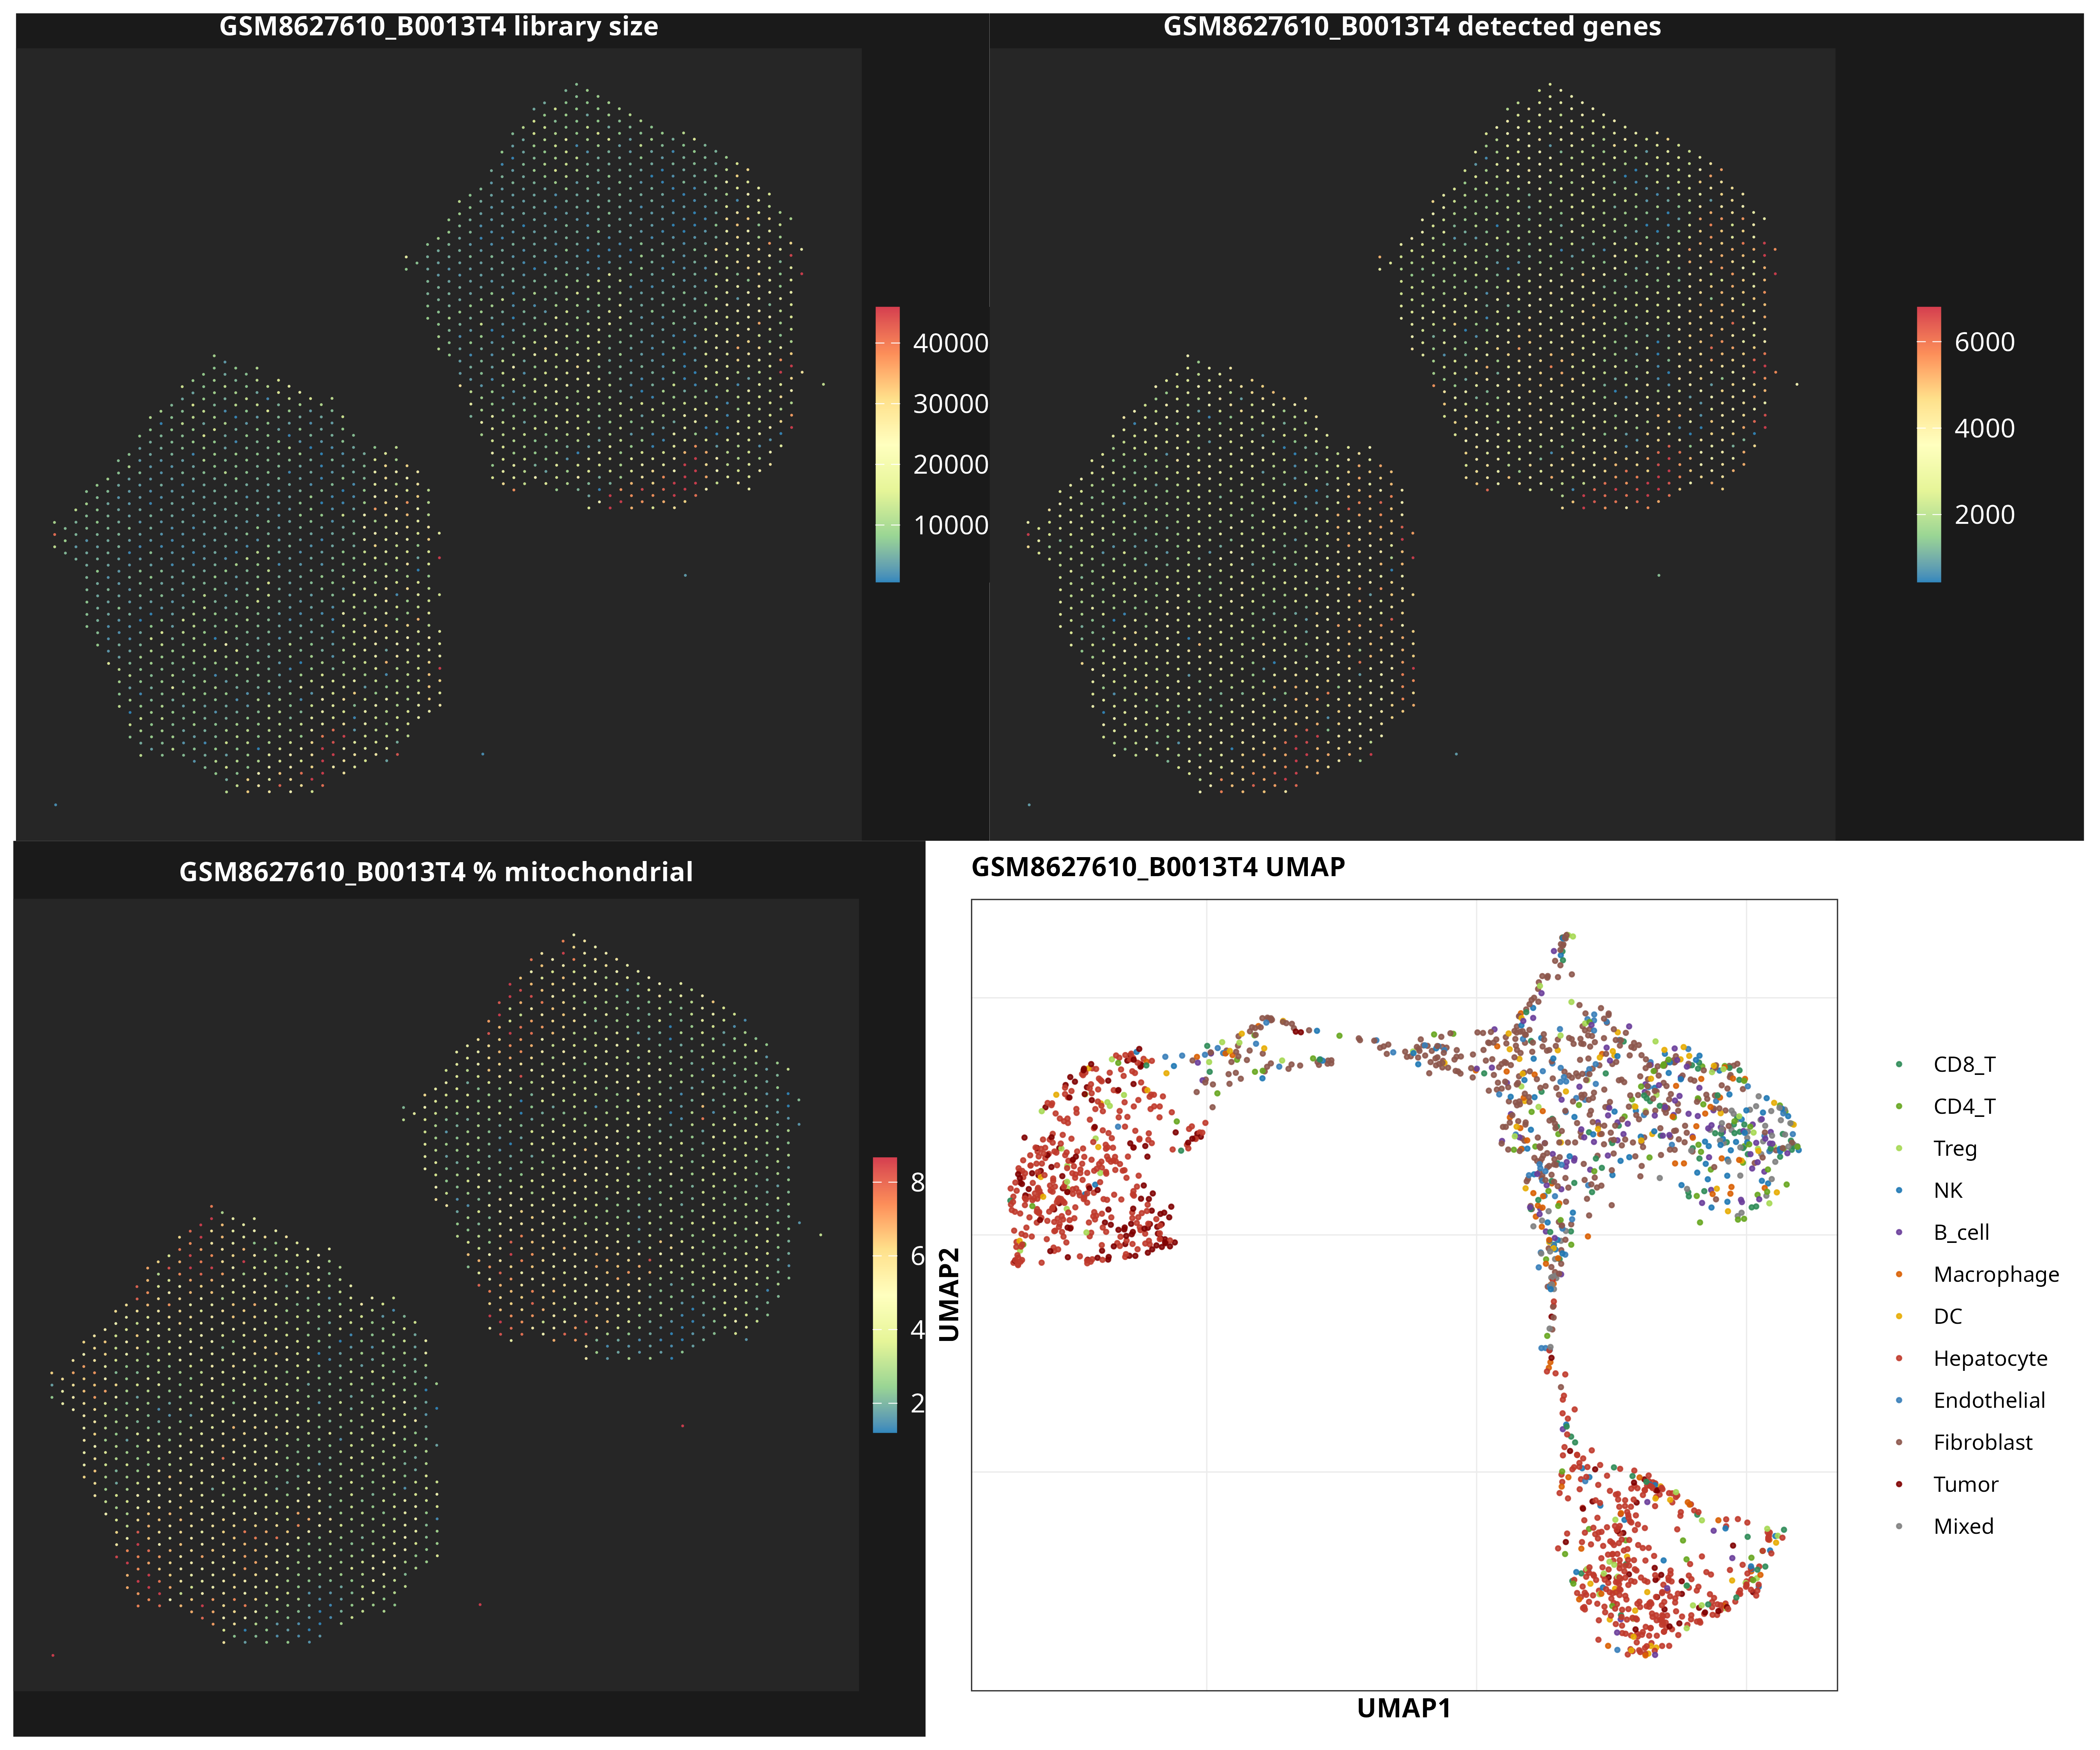 GSM8627610_B0013T4 library size
40000
30000
20000
10000
GSM8627610_B0013T4 detected genes
6000
4000
2000
GSM8627610_B0013T4 % mitochondrial
8
6
4
2
GSM8627610_B0013T4 UMAP
UMAP2
UMAP1
CD8_T
CD4_T
Treg
NK
B_cell
Macrophage
DC
Hepatocyte
Endothelial
Fibroblast
Tumor
Mixed